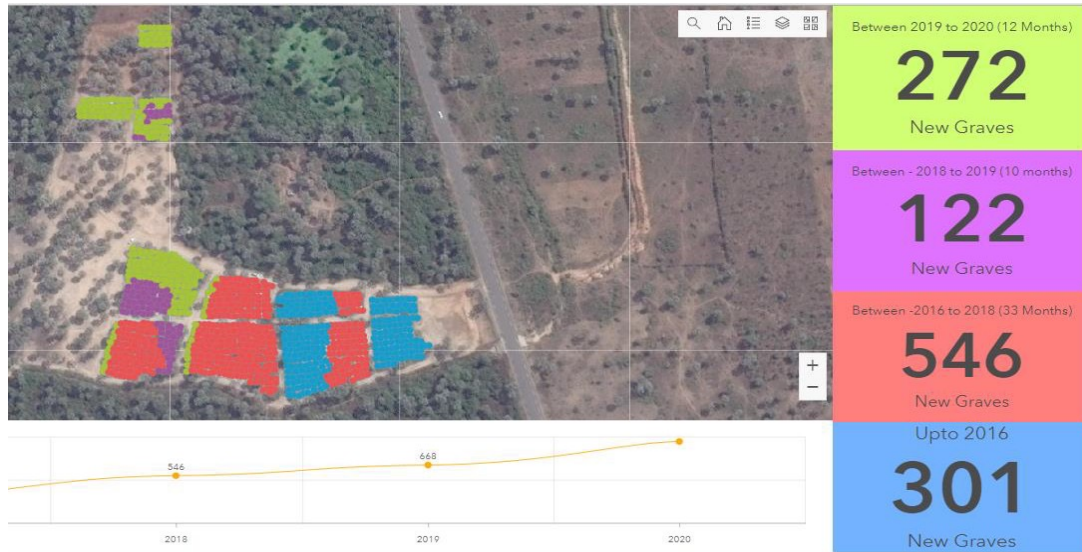 Between 2019 to 2020 (12 Months)
272
New Graves
Between - 2018 to 2019 (10 months)
122
New Graves
Between -2016 to 2018 (33 Months)
546
New Graves
Upto 2016
301
New Graves
+
−
546
668
2018
2019
2020